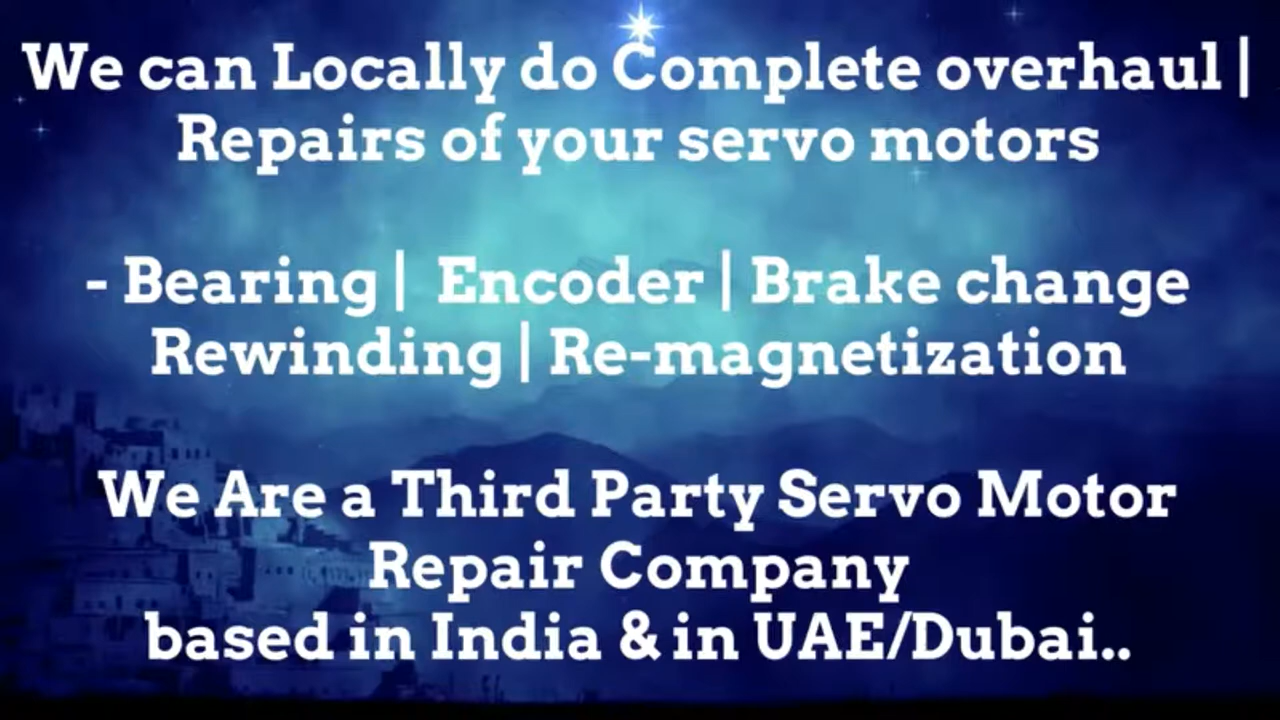 We can Locally do Complete overhaul |
Repairs of your servo motors
- Bearing | Encoder | Brake change
Rewinding | Re-magnetization
We Are a Third Party Servo Motor
Repair Company
based in India & in UAE/Dubai..